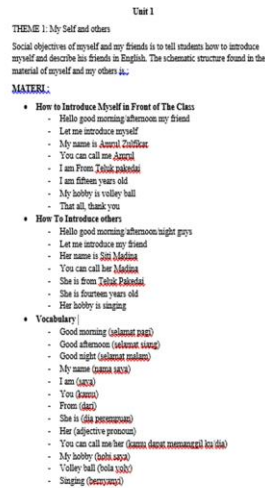 Unit 1
THEME 1: My Self and others
Social objectives of myself and my friends is to tell students how to introduce
myself and describe his friends in English. The schematic structure found in the
material of myself and my others is :
MATERI :
• How to Introduce Myself in Front of The Class
- Hello good morning/afternoon my friend
- Let me introduce myself
- My name is Amrul Zulfikar
- You can call me Amrul
- I am From Teluk pakedai
- I am fifteen years old
- My hobby is volley ball
- That all, thank you
• How To Introduce others
- Hello good morning/afternoon/night guys
- Let me introduce my friend
- Her name is Siti Madina
- You can call her Madina
- She is from Teluk Pakedai
- She is fourteen years old
- Her hobby is singing
• Vocabulary
- Good morning (selamat pagi)
- Good afternoon (selamat siang)
- Good night (selamat malam)
- My name (nama saya)
- I am (saya)
- You (kamu)
- From (dari)
- She is (dia perempuan)
- Her (adjective pronoun)
- You can call me/her (kamu dapat memanggil ku/dia)
- My hobby (hobi saya)
- Volley ball (bola voly)
- Singing (bernyanyi)